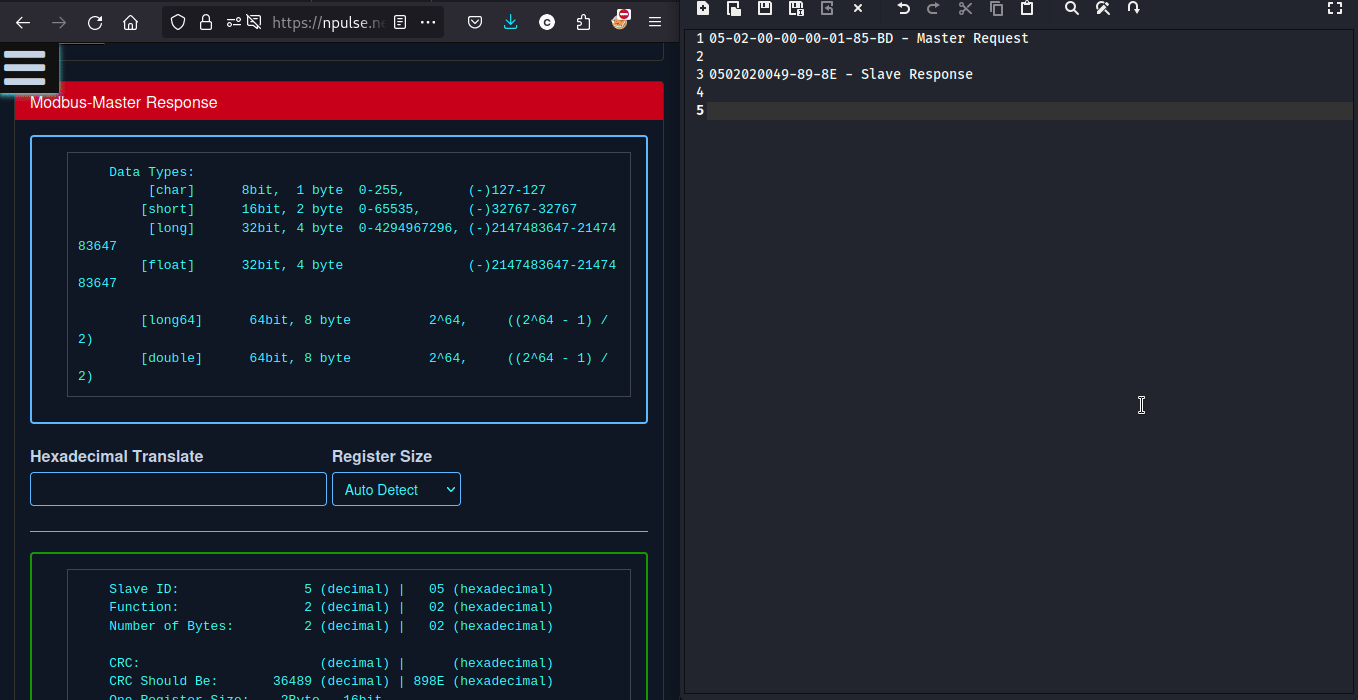 https://npulse.ne
Modbus-Master Response
Data Types:
[char] 8bit, 1 byte 0-255, (-)127-127
[short] 16bit, 2 byte 0-65535, (-)32767-32767
[long] 32bit, 4 byte 0-4294967296, (-)2147483647-21474
83647
[float] 32bit, 4 byte (-)2147483647-21474
83647
[long64] 64bit, 8 byte 2^64, ((2^64 - 1) /
2)
[double] 64bit, 8 byte 2^64, ((2^64 - 1) /
2)
Hexadecimal Translate Register Size
Auto Detect
Slave ID: 5 (decimal) | 05 (hexadecimal)
Function: 2 (decimal) | 02 (hexadecimal)
Number of Bytes: 2 (decimal) | 02 (hexadecimal)
CRC: (decimal) | (hexadecimal)
CRC Should Be: 36489 (decimal) | 898E (hexadecimal)
One Register Size: 2Byte 16bit
1 05-02-00-00-00-01-85-BD - Master Request
2
3 0502020049-89-8E - Slave Response
4
5